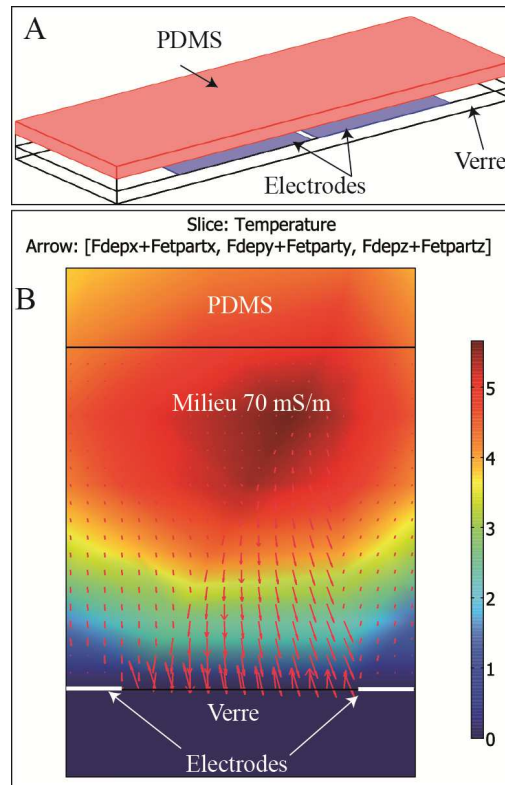 A
PDMS
Verre
Electrodes
Slice: Temperature
Arrow: [Fdepx+Fetpartx, Fdepy+Fetparty, Fdepz+Fetpartz]
B
PDMS
Milieu 70 mS/m
5
4
3
2
1
0
Verre
Electrodes